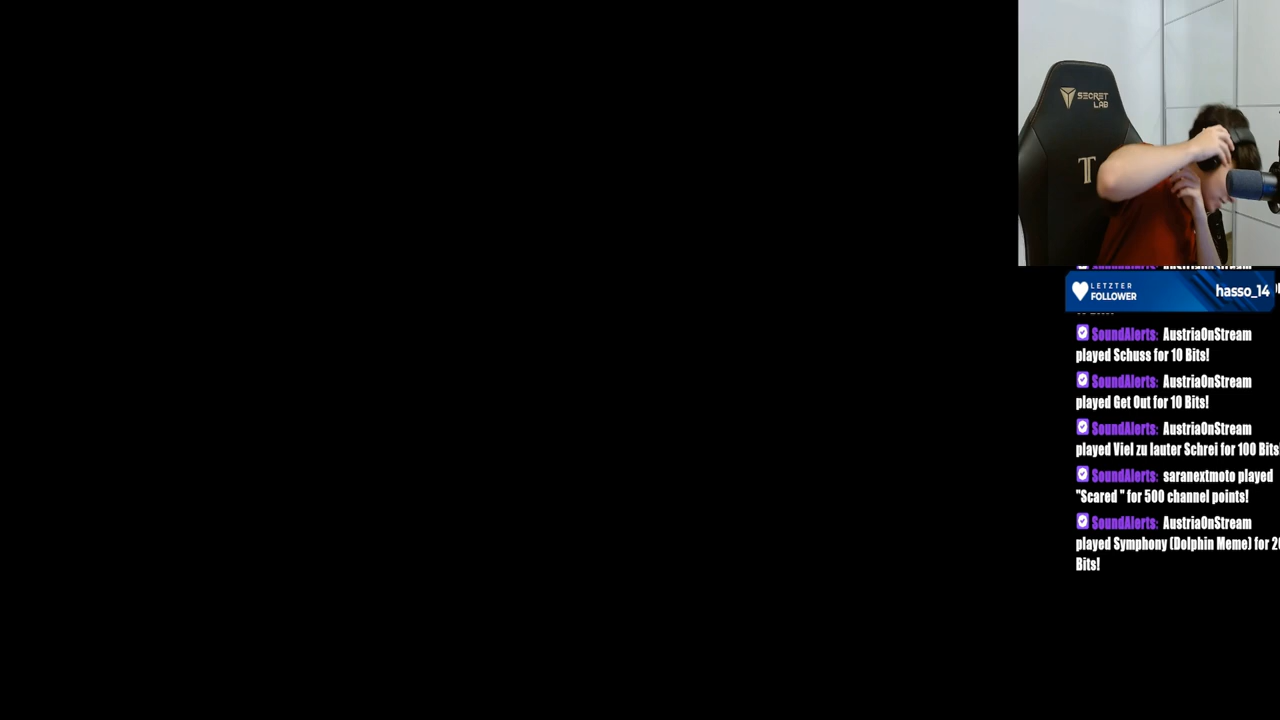 SECRET
LAB
LETZTER
FOLLOWER
hasso_14
SoundAlerts: AustriaOnStream
played Schuss for 10 Bits!
SoundAlerts: AustriaOnStream
played Get Out for 10 Bits!
SoundAlerts: AustriaOnStream
played Viel zu lauter Schrei for 100 Bits!
SoundAlerts: saranextmoto played
"Scared " for 500 channel points!
SoundAlerts: AustriaOnStream
played Symphony (Dolphin Meme) for
Bits!